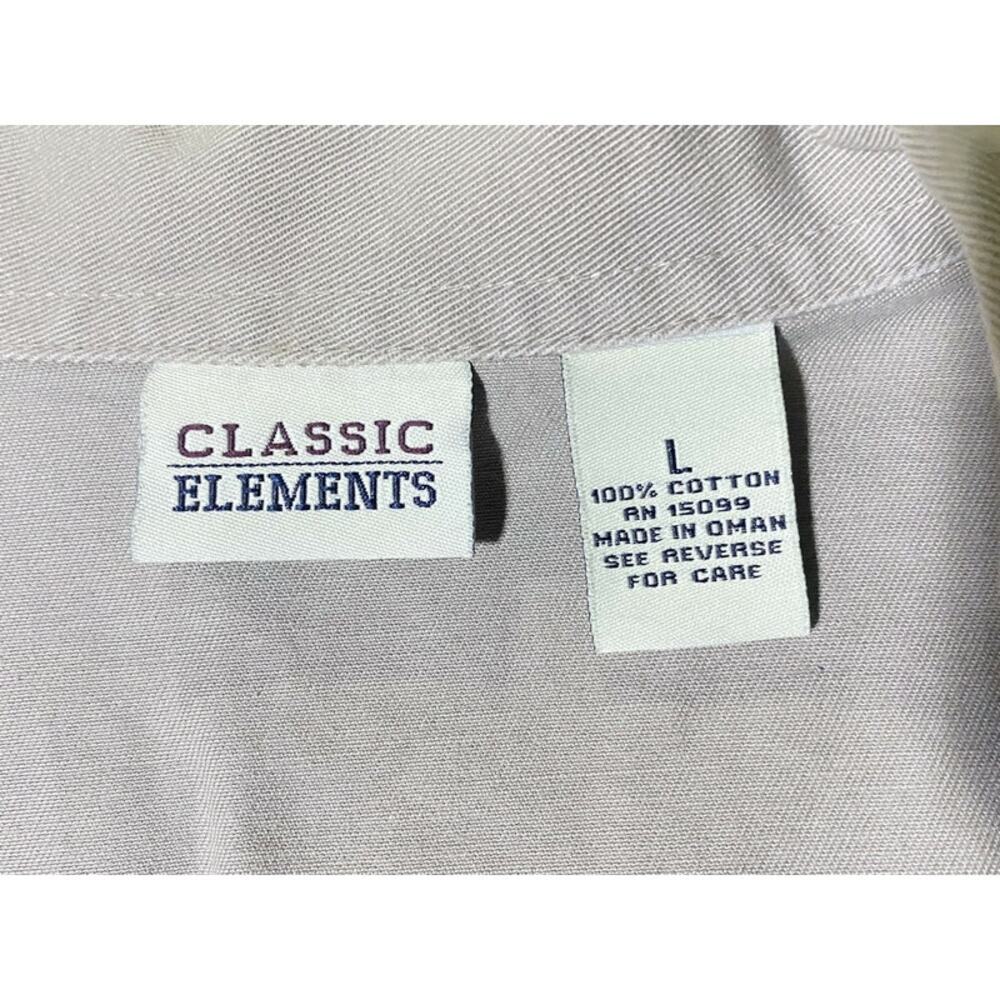 CLASSIC
ELEMENTS
L
100% COTTON
RN 15099
MADE IN OMAN
SEE REVERSE
FOR CARE